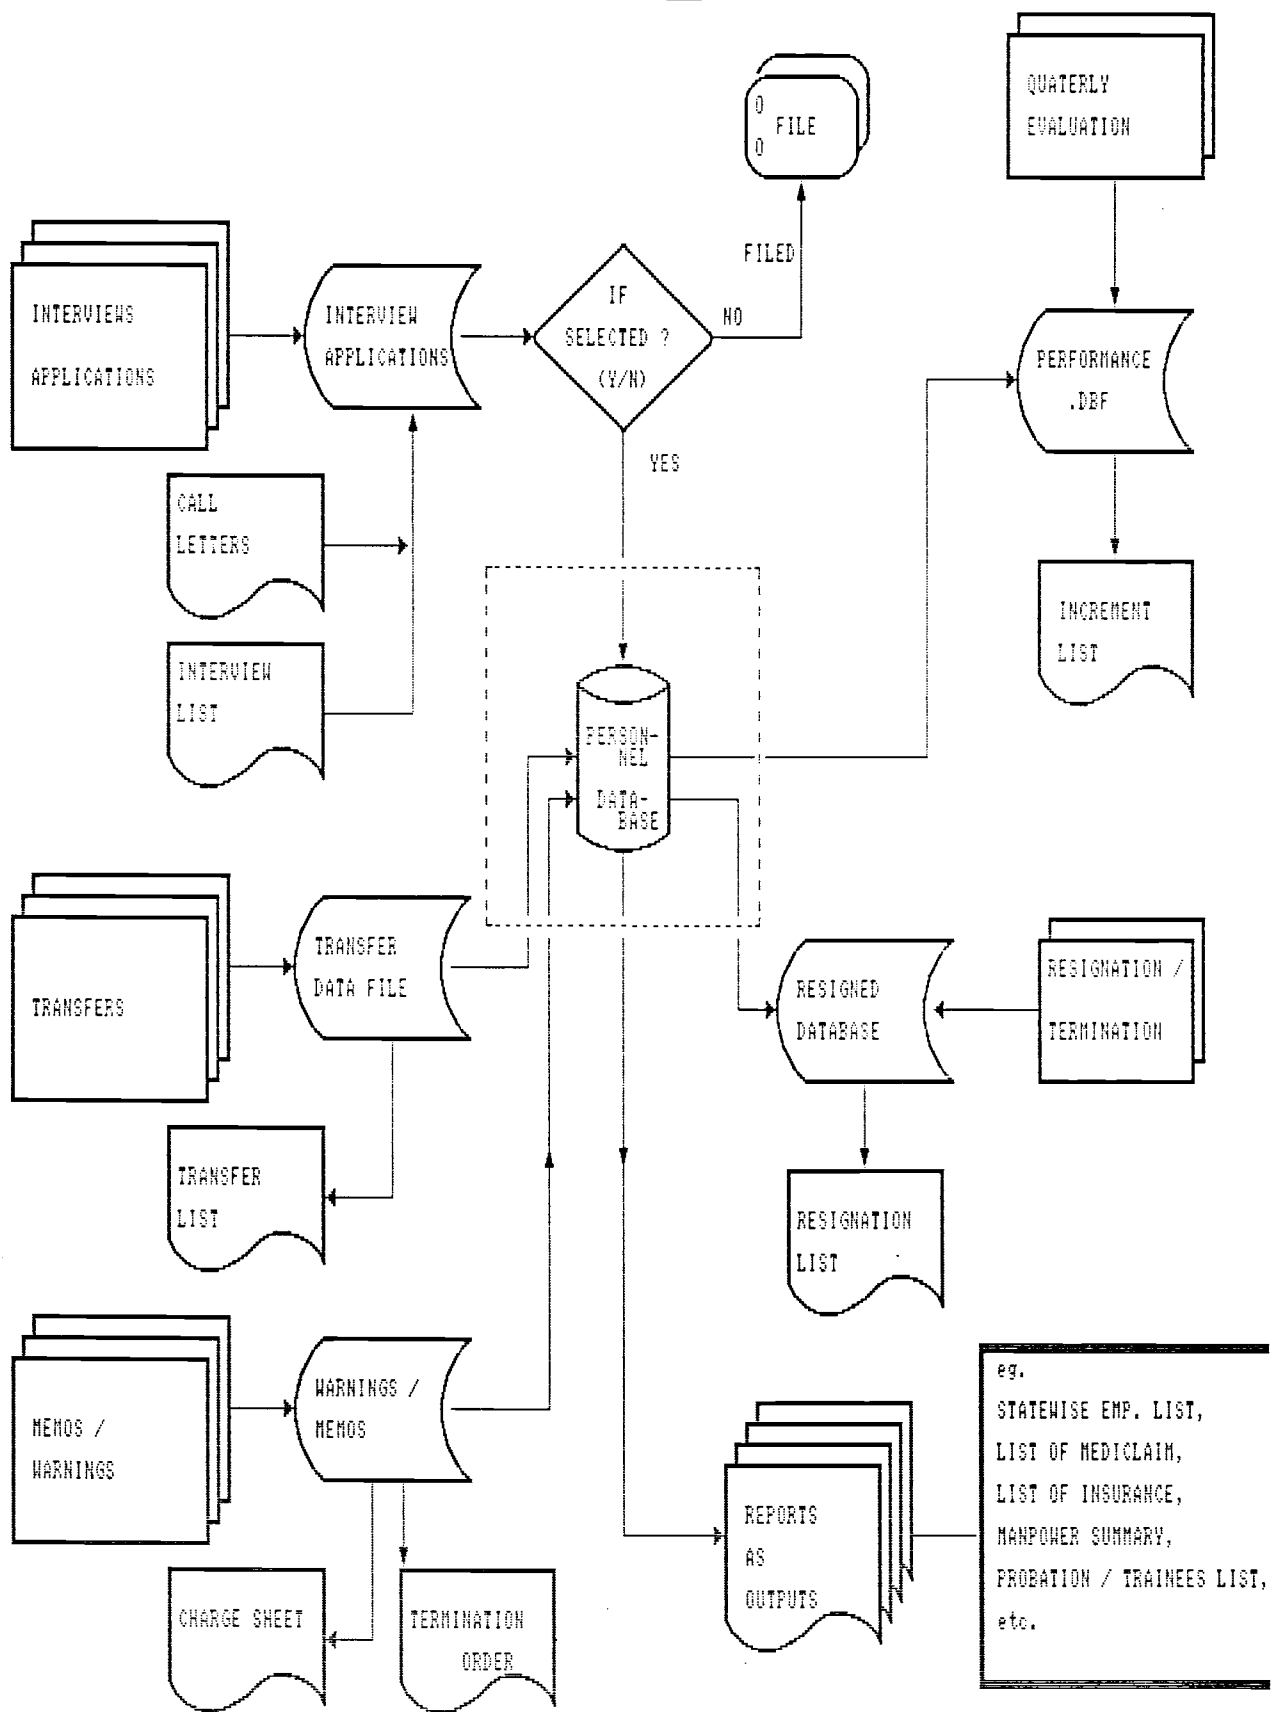 QUATERLY
EVALUATION
0
FILE
0
FILED
INTERVIEWS
APPLICATIONS
INTERVIEW
APPLICATIONS
IF
SELECTED ?
(Y/N)
NO
YES
PERFORMANCE
.DBF
CALL
LETTERS
INTERVIEW
LIST
INCREMENT
LIST
PERSON-
NEL
DATA-
BASE
TRANSFERS
TRANSFER
DATA FILE
RESIGNED
DATABASE
RESIGNATION /
TERMINATION
TRANSFER
LIST
RESIGNATION
LIST
MEMOS /
WARNINGS
WARNINGS /
MEMOS
CHARGE SHEET
TERMINATION
ORDER
REPORTS
AS
OUTPUTS
eg.
STATEWISE EMP. LIST,
LIST OF MEDICLAIM,
LIST OF INSURANCE,
MANPOWER SUMMARY,
PROBATION / TRAINEES LIST,
etc.